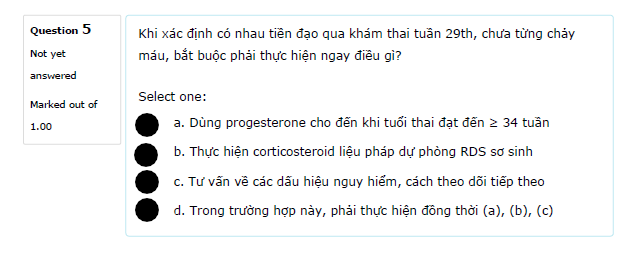 Question 5
Not yet
answered
Marked out of
1.00
Khi xác định có nhau tiền đạo qua khám thai tuần 29th, chưa từng chảy
máu, bắt buộc phải thực hiện ngay điều gì?
Select one:
a. Dùng progesterone cho đến khi tuổi thai đạt đến ≥ 34 tuần
b. Thực hiện corticosteroid liệu pháp dự phòng RDS sơ sinh
c. Tư vấn về các dấu hiệu nguy hiểm, cách theo dõi tiếp theo
d. Trong trường hợp này, phải thực hiện đồng thời (a), (b), (c)